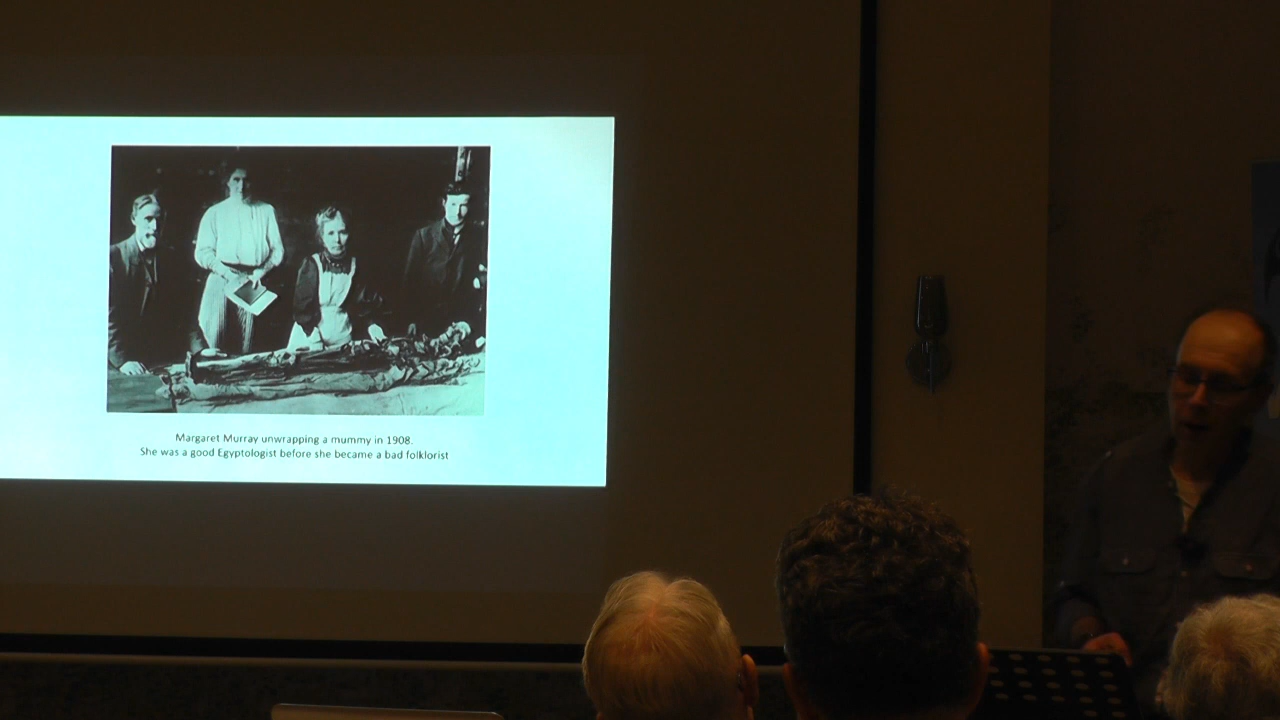 Margaret Murray unwrapping a mummy in 1908.
She was a good Egyptologist before she became a bad folklorist